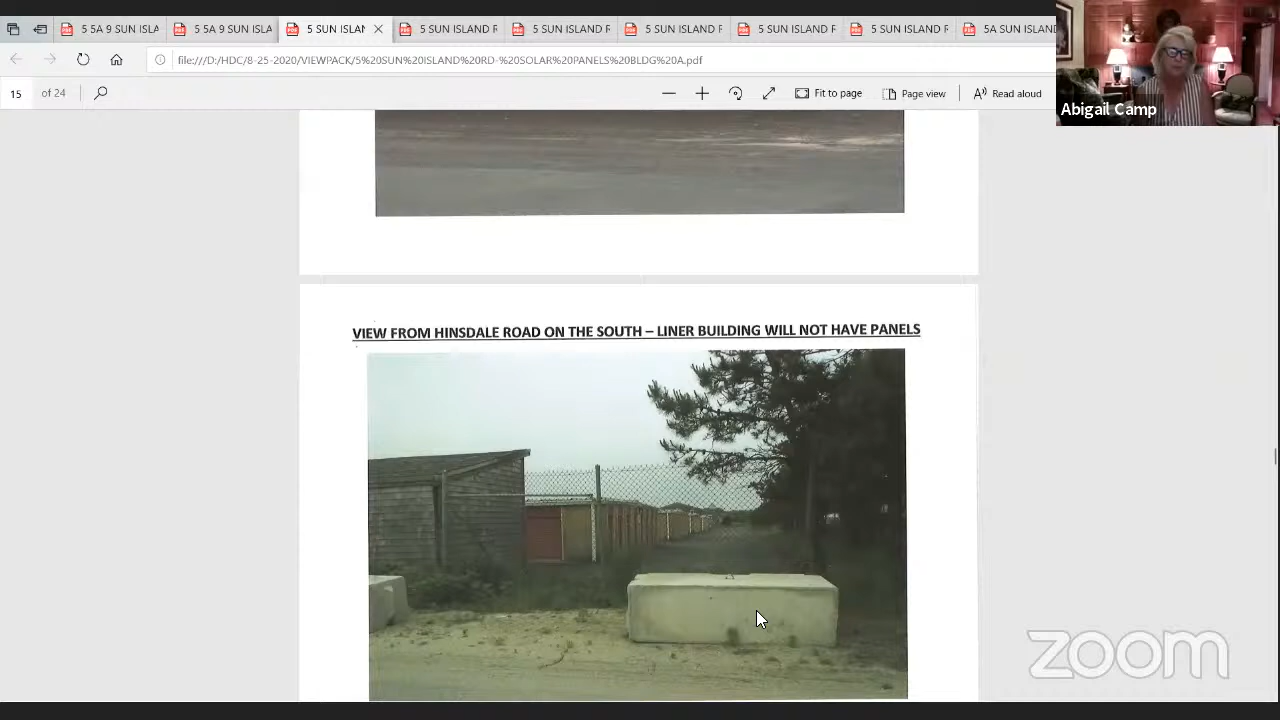 5 5A 9 SUN ISLA
5 5A 9 SUN ISLA
5 SUN ISLAN
5 SUN ISLAND F
5 SUN ISLAND F
5 SUN ISLAND F
5 SUN ISLAND F
5 SUN ISLAND F
5A SUN ISLAND
file:///D:/HDC/8-25-2020/VIEWPACK/5%20SUN%20ISLAND%20RD-%20SOLAR%20PANELS%20BLDG%20A.pdf
15 of 24
Fit to page
Page view
Read aloud
Abigail Camp
VIEW FROM HINSDALE ROAD ON THE SOUTH – LINER BUILDING WILL NOT HAVE PANELS
zoom